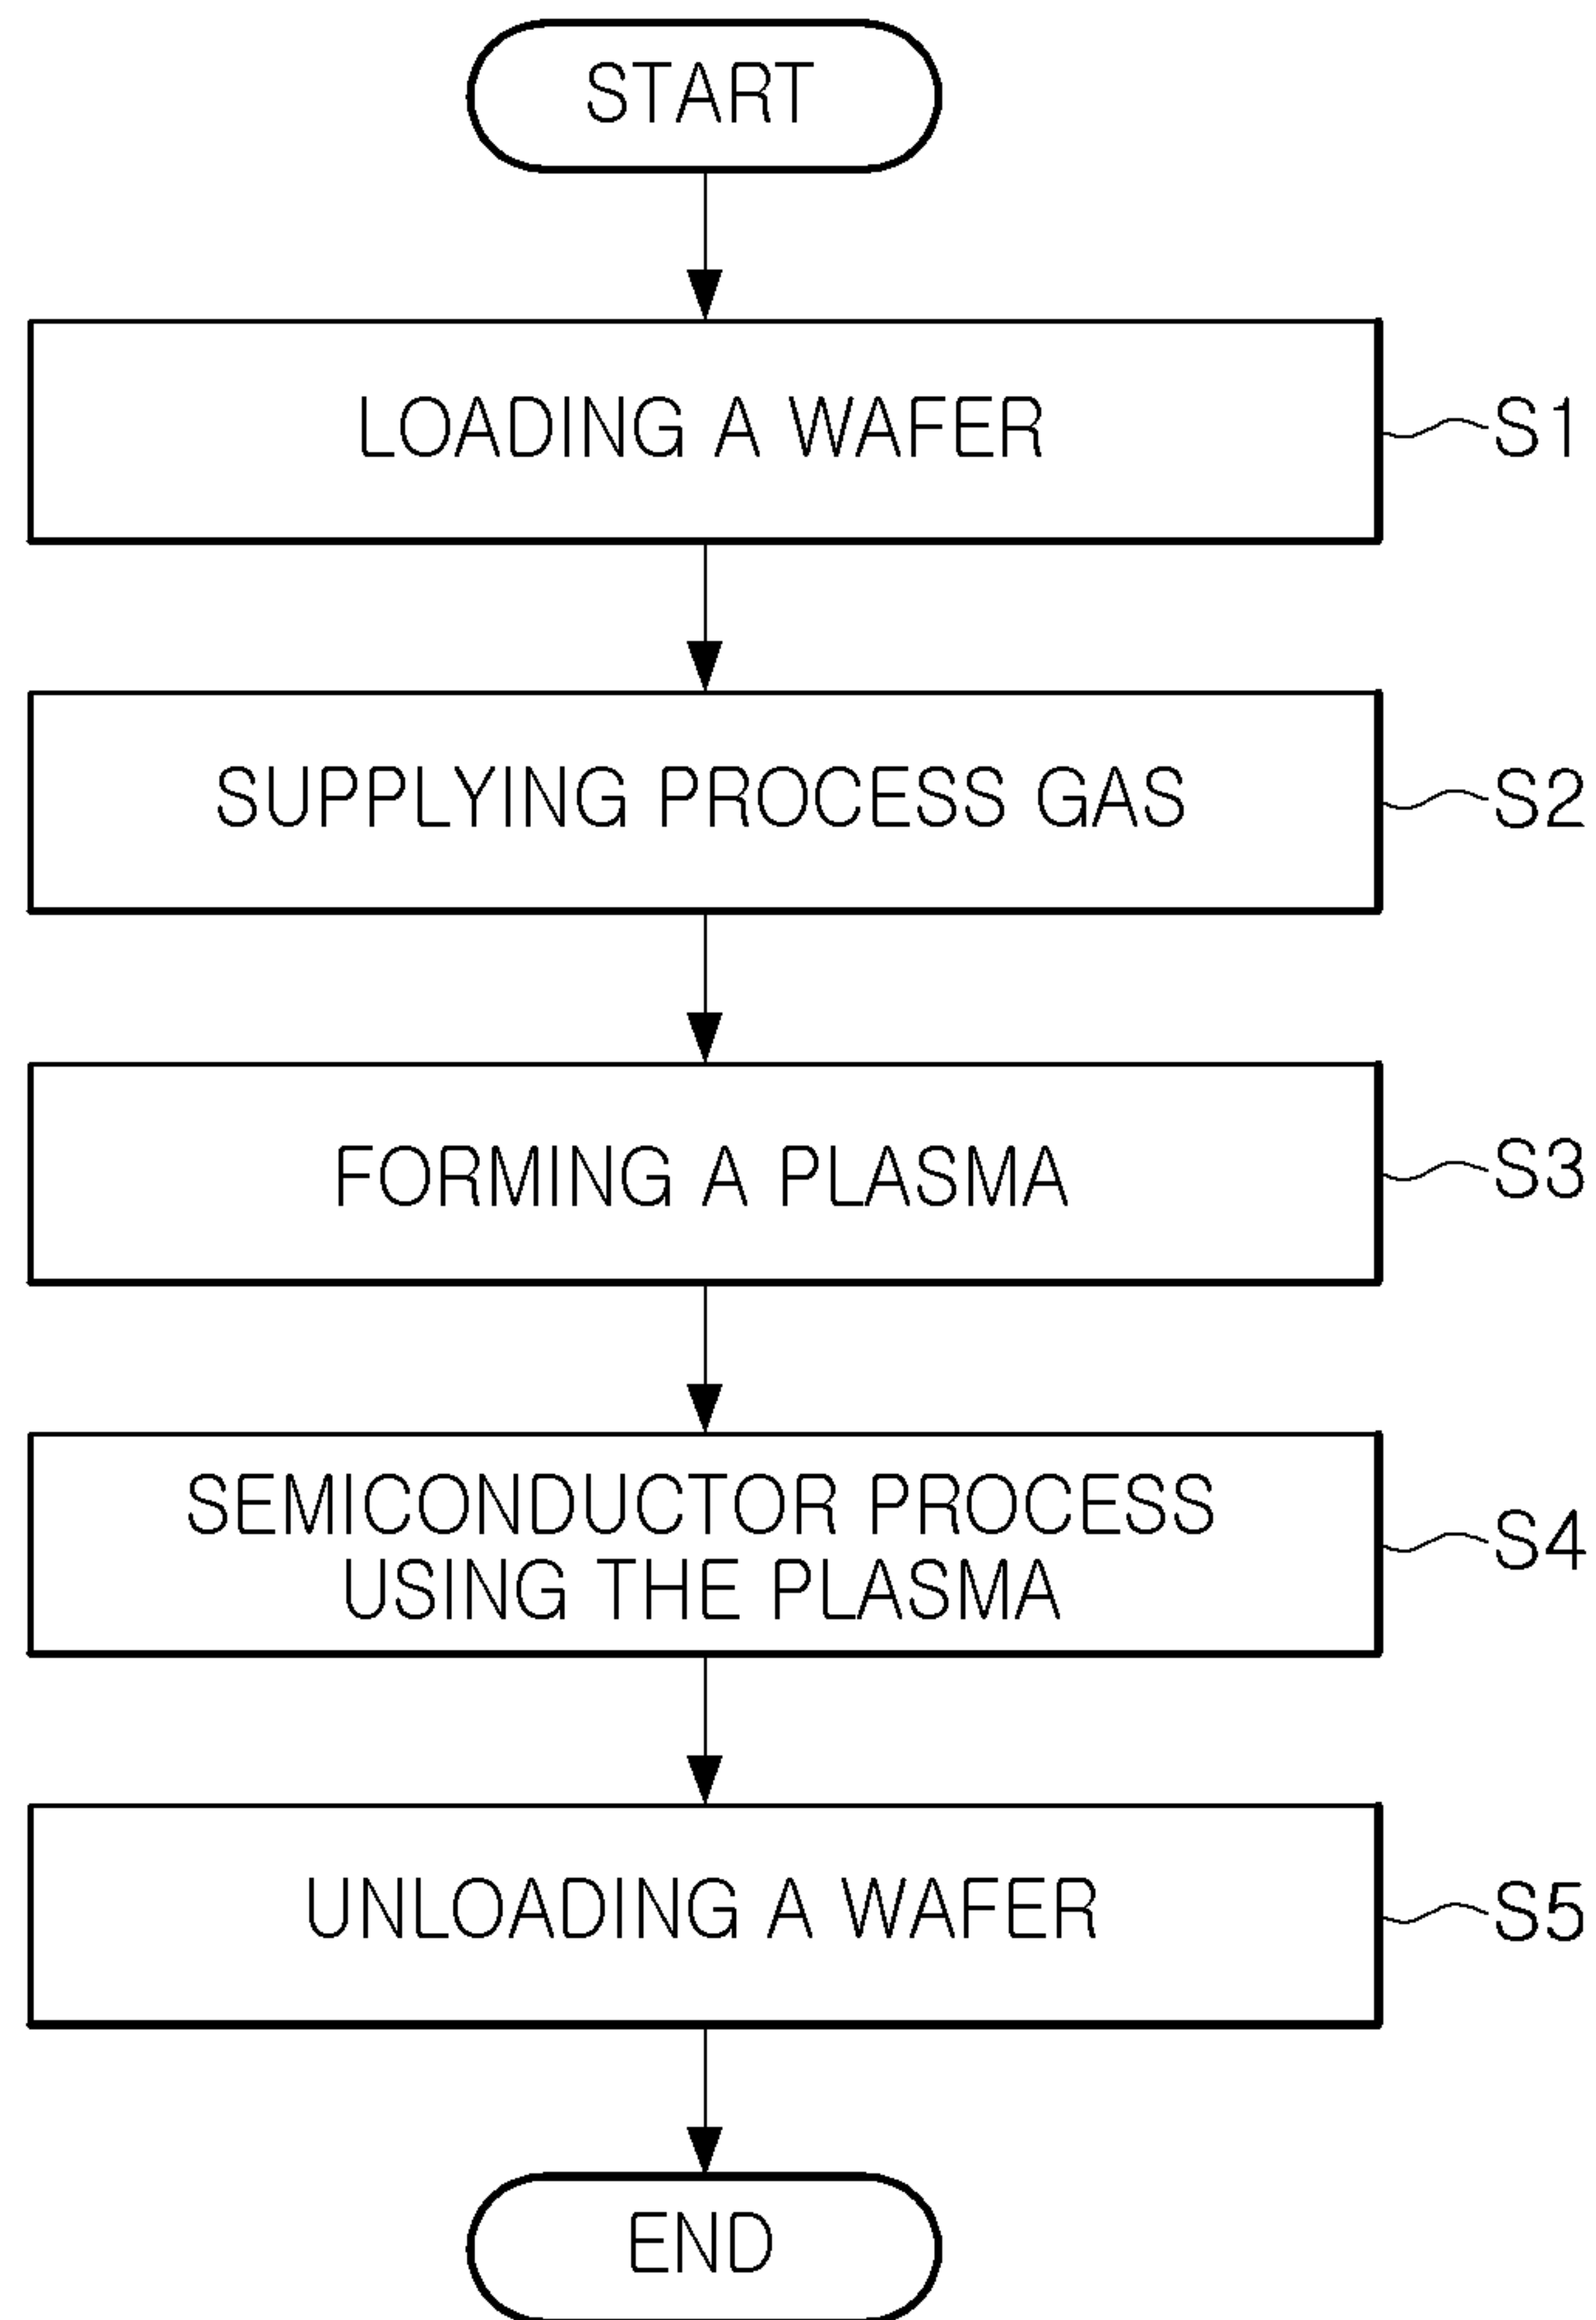 START
LOADING A WAFER
S1
SUPPLYING PROCESS GAS
S2
FORMING A PLASMA
S3
SEMICONDUCTOR PROCESS
USING THE PLASMA
S4
UNLOADING A WAFER
S5
END